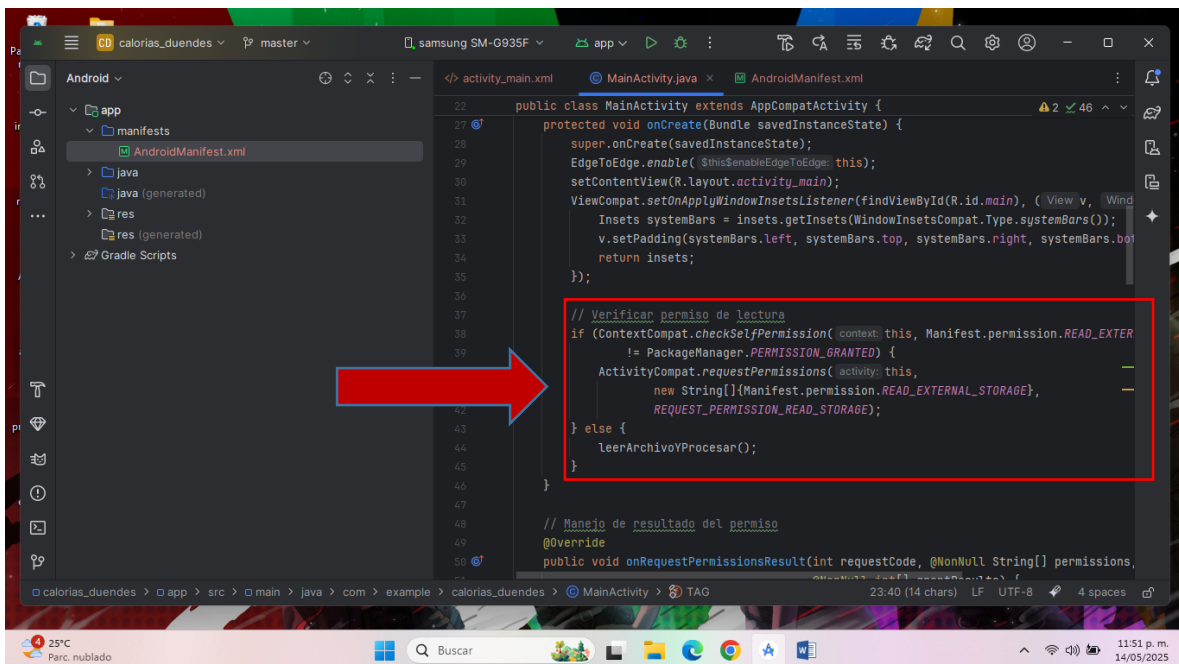 CD calorias_duendes
master
samsung SM-G935F
app
Android
app
manifests
AndroidManifest.xml
java
java (generated)
res
res (generated)
Gradle Scripts
activity_main.xml
MainActivity.java
AndroidManifest.xml
2 46
22 public class MainActivity extends AppCompatActivity {
27 protected void onCreate(Bundle savedInstanceState) {
28 super.onCreate(savedInstanceState);
29 EdgeToEdge.enable( $this$enableEdgeToEdge: this);
30 setContentView(R.layout.activity_main);
31 ViewCompat.setOnApplyWindowInsetsListener(findViewById(R.id.main), ( View v, Wind
32 Insets systemBars = insets.getInsets(WindowInsetsCompat.Type.systemBars());
33 v.setPadding(systemBars.left, systemBars.top, systemBars.right, systemBars.bot
34 return insets;
35 });
36
37 // Verificar permiso de lectura
38 if (ContextCompat.checkSelfPermission( context: this, Manifest.permission.READ_EXTER
39 != PackageManager.PERMISSION_GRANTED) {
ActivityCompat.requestPermissions( activity: this,
new String[]{Manifest.permission.READ_EXTERNAL_STORAGE},
42 REQUEST_PERMISSION_READ_STORAGE);
43 } else {
44 leerArchivoYProcesar();
45 }
46 }
47
48 // Manejo de resultado del permiso
49 @Override
50 public void onRequestPermissionsResult(int requestCode, @NonNull String[] permissions,
calorias_duendes > app > src > main > java > com > example > calorias_duendes > MainActivity > TAG
23:40 (14 chars) LF UTF-8 4 spaces
4
25°C
Parc. nublado
Buscar
11:51 p. m.
14/05/2025